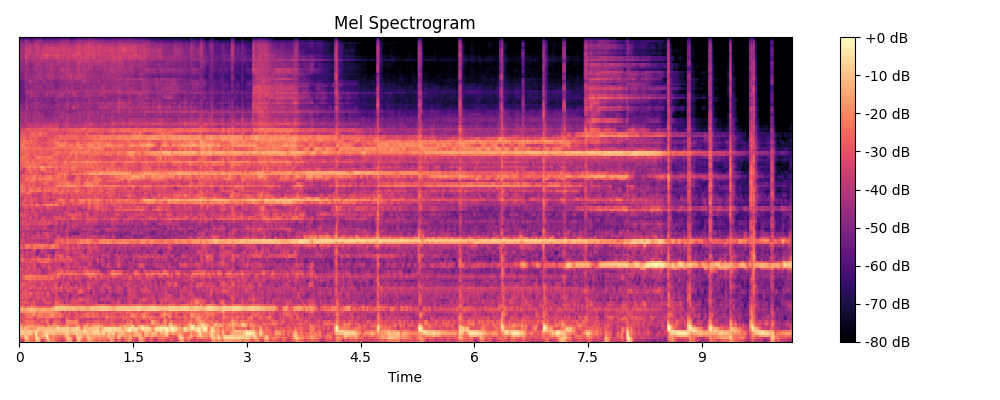 Mel Spectrogram
+0 dB
-10 dB
-20 dB
-30 dB
-40 dB
-50 dB
-60 dB
-70 dB
-80 dB
0 1.5 3 4.5 6 7.5 9
Time